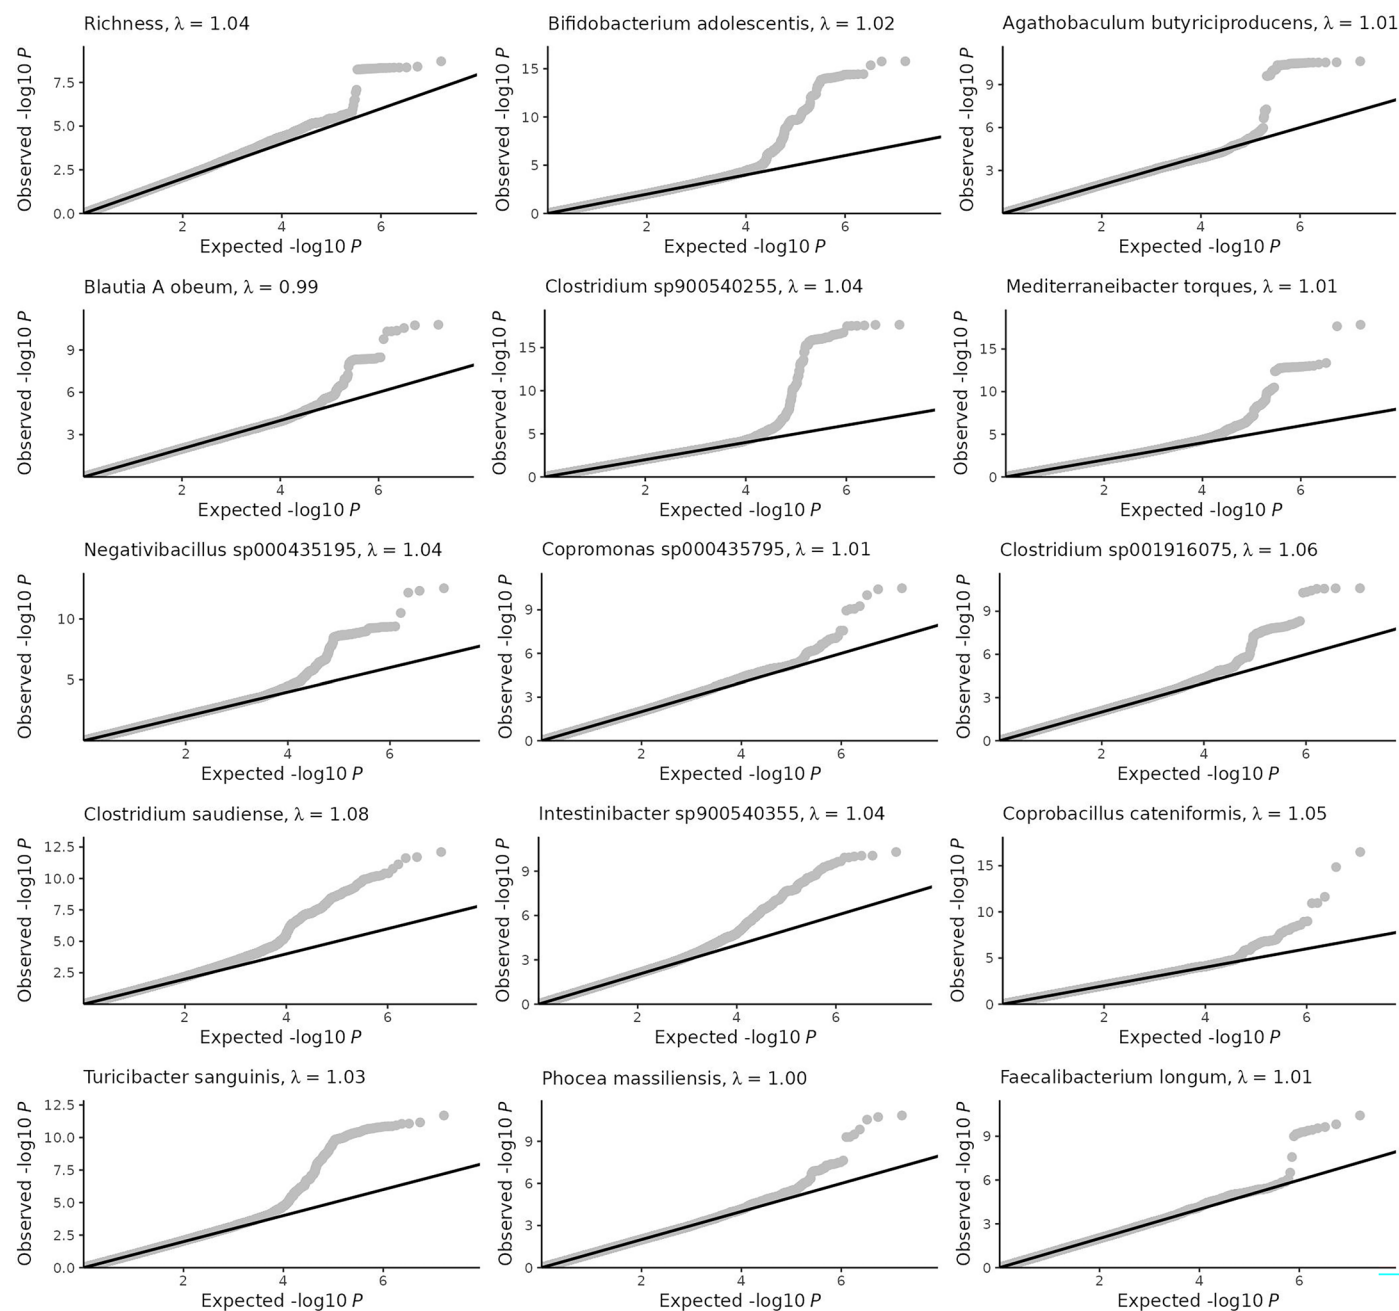 Richness, λ = 1.04
Observed -log10 P
7.5
5.0
2.5
0.0
2
4
6
Expected -log10 P
Bifidobacterium adolescentis, λ = 1.02
Observed -log10 P
15
10
5
0
2
4
6
Expected -log10 P
Agathobaculum butyriciproducens, λ = 1.01
Observed -log10 P
9
6
3
2
4
6
Expected -log10 P
Blautia A obeum, λ = 0.99
Observed -log10 P
9
6
3
2
4
6
Expected -log10 P
Clostridium sp900540255, λ = 1.04
Observed -log10 P
15
10
5
0
2
4
6
Expected -log10 P
Mediterraneibacter torques, λ = 1.01
Observed -log10 P
15
10
5
0
2
4
6
Expected -log10 P
Negativibacillus sp000435195, λ = 1.04
Observed -log10 P
10
5
2
4
6
Expected -log10 P
Copromonas sp000435795, λ = 1.01
Observed -log10 P
9
6
3
0
2
4
6
Expected -log10 P
Clostridium sp001916075, λ = 1.06
Observed -log10 P
9
6
3
0
2
4
6
Expected -log10 P
Clostridium saudiense, λ = 1.08
Observed -log10 P
12.5
10.0
7.5
5.0
2.5
2
4
6
Expected -log10 P
Intestinibacter sp900540355, λ = 1.04
Observed -log10 P
9
6
3
0
2
4
6
Expected -log10 P
Coprobacillus cateniformis, λ = 1.05
Observed -log10 P
15
10
5
0
2
4
6
Expected -log10 P
Turicibacter sanguinis, λ = 1.03
Observed -log10 P
12.5
10.0
7.5
5.0
2.5
0.0
2
4
6
Expected -log10 P
Phocea massiliensis, λ = 1.00
Observed -log10 P
9
6
3
0
2
4
6
Expected -log10 P
Faecalibacterium longum, λ = 1.01
Observed -log10 P
9
6
3
0
2
4
6
Expected -log10 P